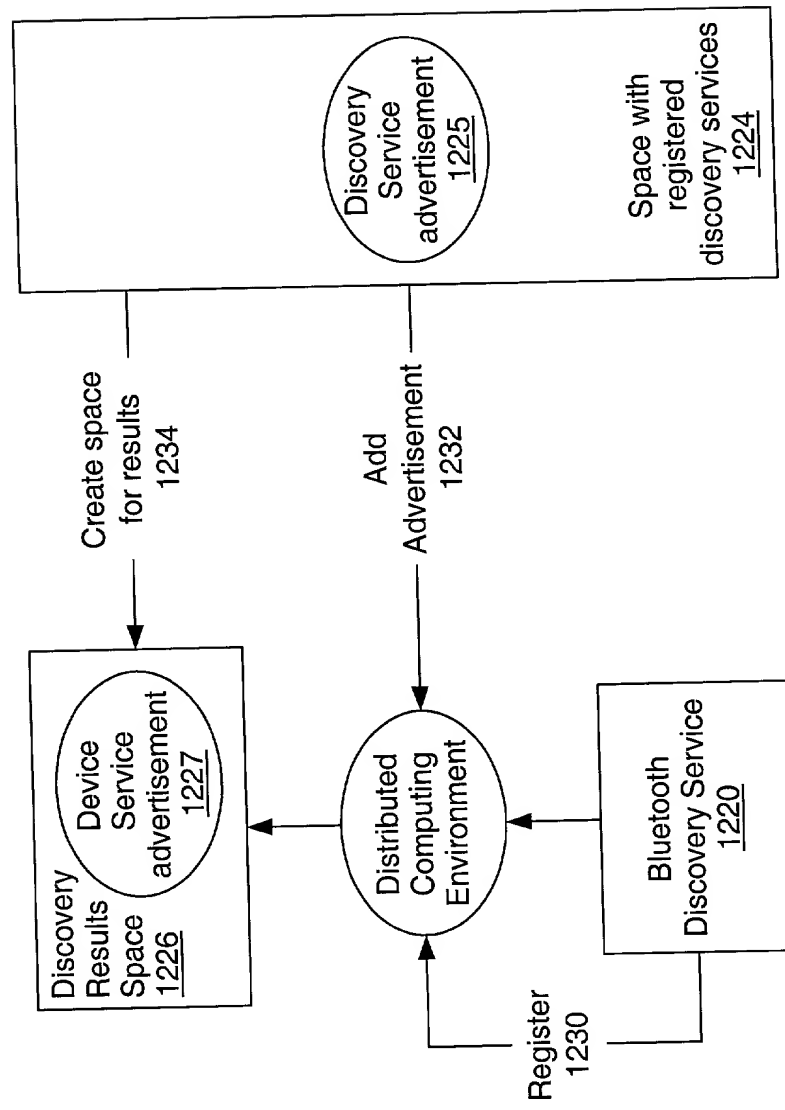 Discovery
Results
Space
1226
Device
Service
advertisement
1227
Create space
for results
1234
Discovery
Service
advertisement
1225
Space with
registered
discovery services
1224
Distributed
Computing
Environment
Add
Advertisement
1232
Register
1230
Bluetooth
Discovery Service
1220